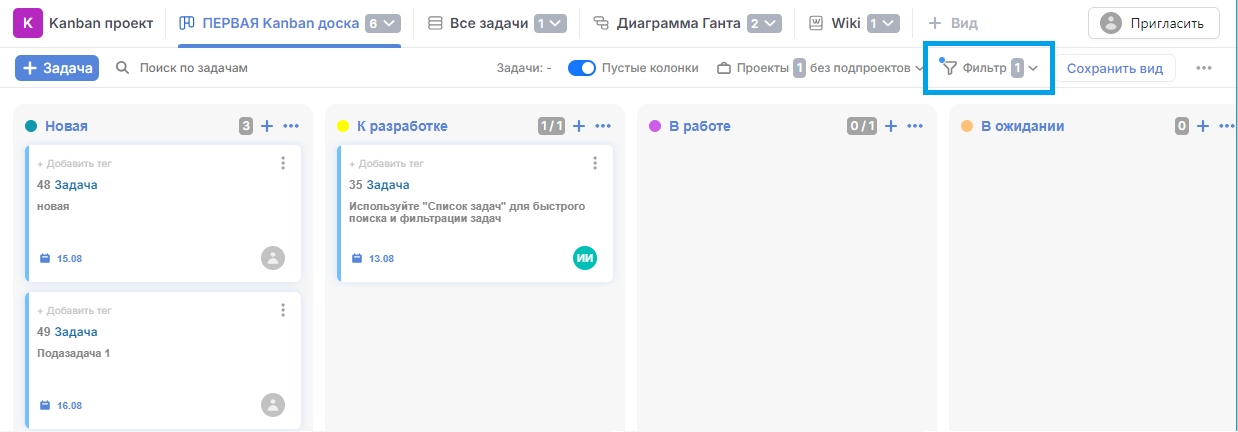 K Kanban проект ПЕРВАЯ Kanban доска 6 Все задачи 1 Диаграмма Ганта 2 Wiki 1 + Вид Пригласить
+ Задача Поиск по задачам Задачи: - Пустые колонки Проекты 1 без подпроектов Фильтр 1 Сохранить вид
Новая 3
+ Добавить тег
48 Задача
новая
15.08
+ Добавить тег
49 Задача
Подазадача 1
16.08
К разработке 1/1
+ Добавить тег
35 Задача
Используйте "Список задач" для быстрого
поиска и фильтрации задач
13.08
ИИ
В работе 0/1
В ожидании 0